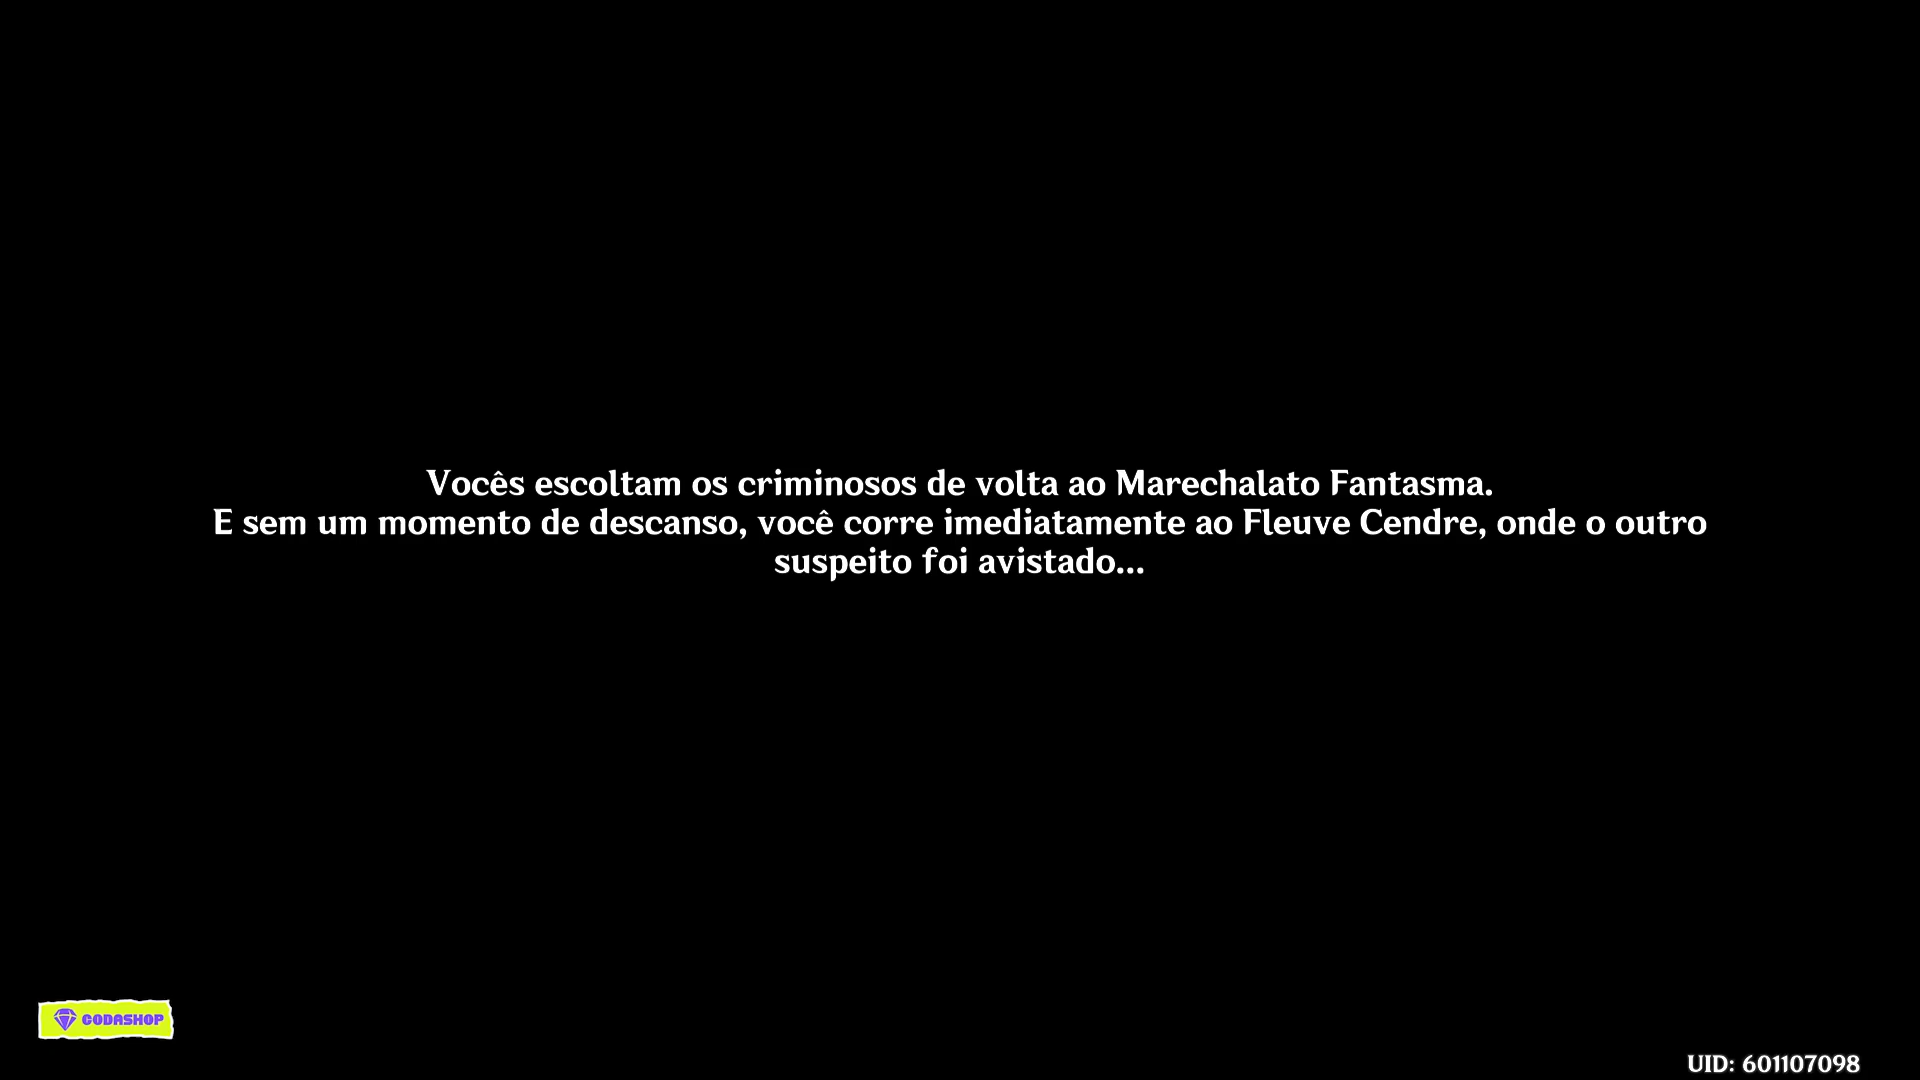 Vocês escoltam os criminosos de volta ao Marechalato Fantasma.
E sem um momento de descanso, você corre imediatamente ao Fleuve Cendre, onde o outro
suspeito foi avistado...
CODASHOP
UID: 601107098